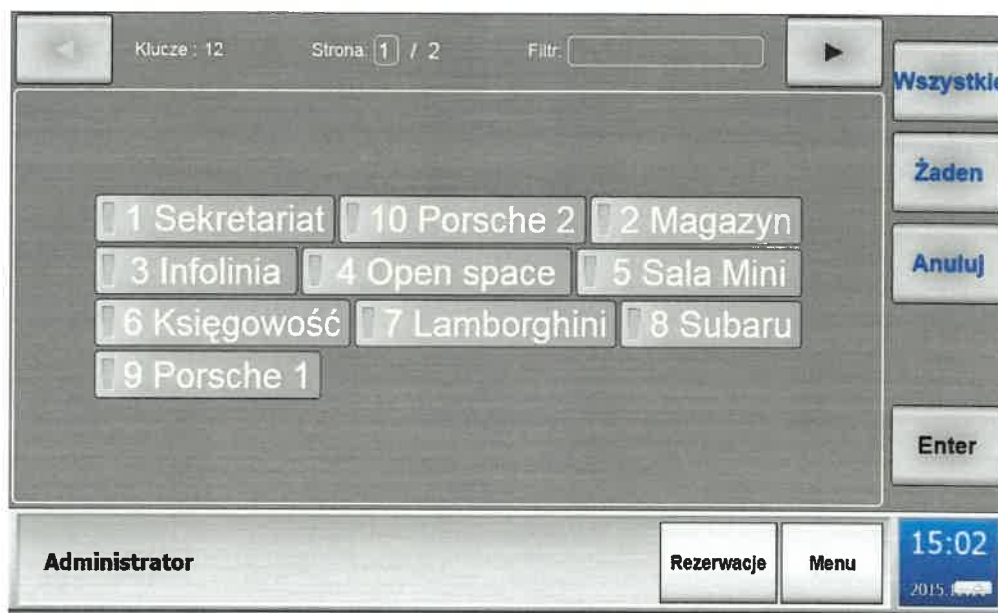 Klucze : 12 Strona: 1 / 2 Filtr:
Wszystkie
Żaden
Anuluj
1 Sekretariat 10 Porsche 2 2 Magazyn
3 Infolinia 4 Open space 5 Sala Mini
6 Księgowość 7 Lamborghini 8 Subaru
9 Porsche 1
Enter
Administrator Rezerwacje Menu
15:02